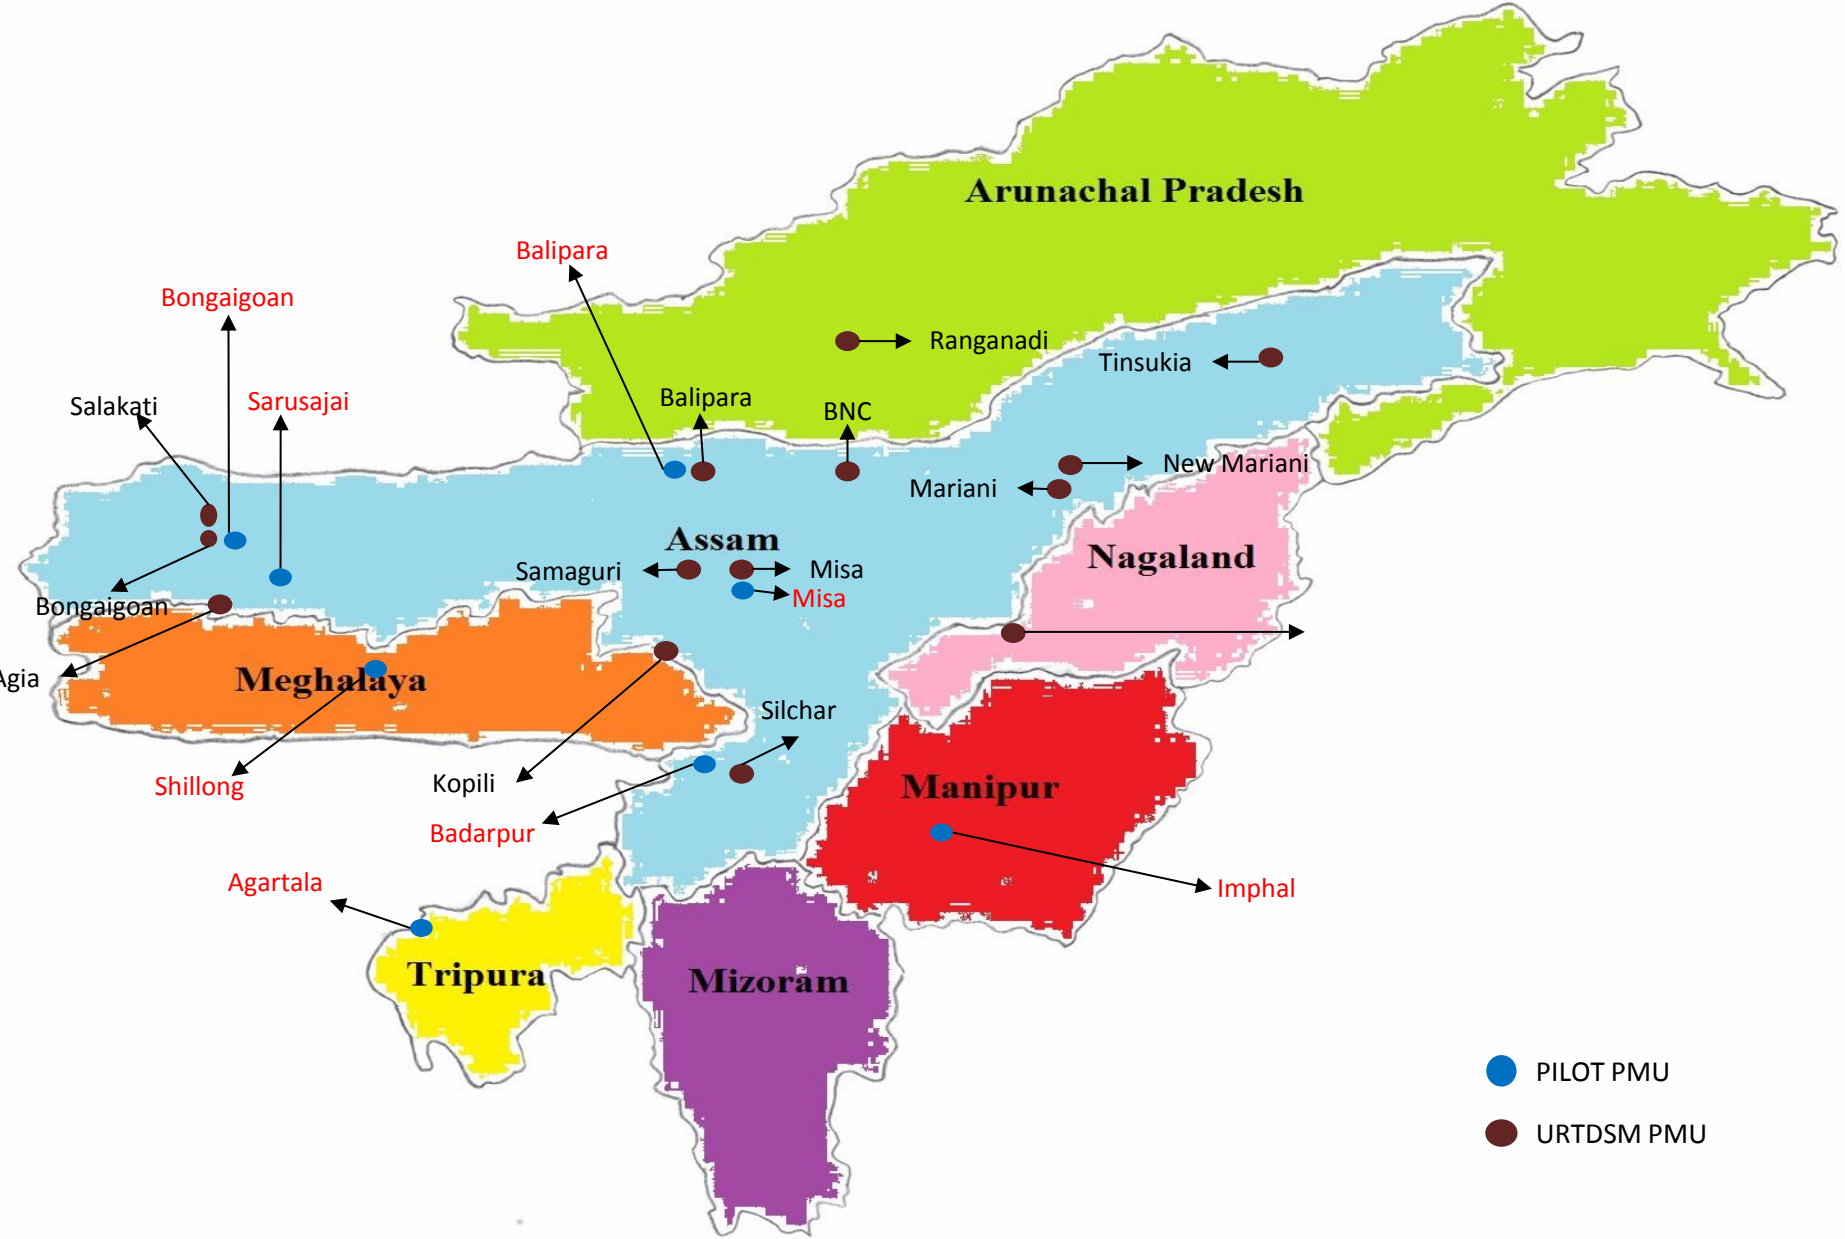 Arunachal Pradesh
Balipara
Bongaigoan
Ranganadi
Tinsukia
Salakati
Sarusajai
Balipara
BNC
New Mariani
Mariani
Assam
Nagaland
Samaguri
Misa
Misa
Bongaigoan
Agia
Meghalaya
Silchar
Shillong
Kopili
Manipur
Badarpur
Agartala
Imphal
Tripura
Mizoram
PILOT PMU
URTDSM PMU